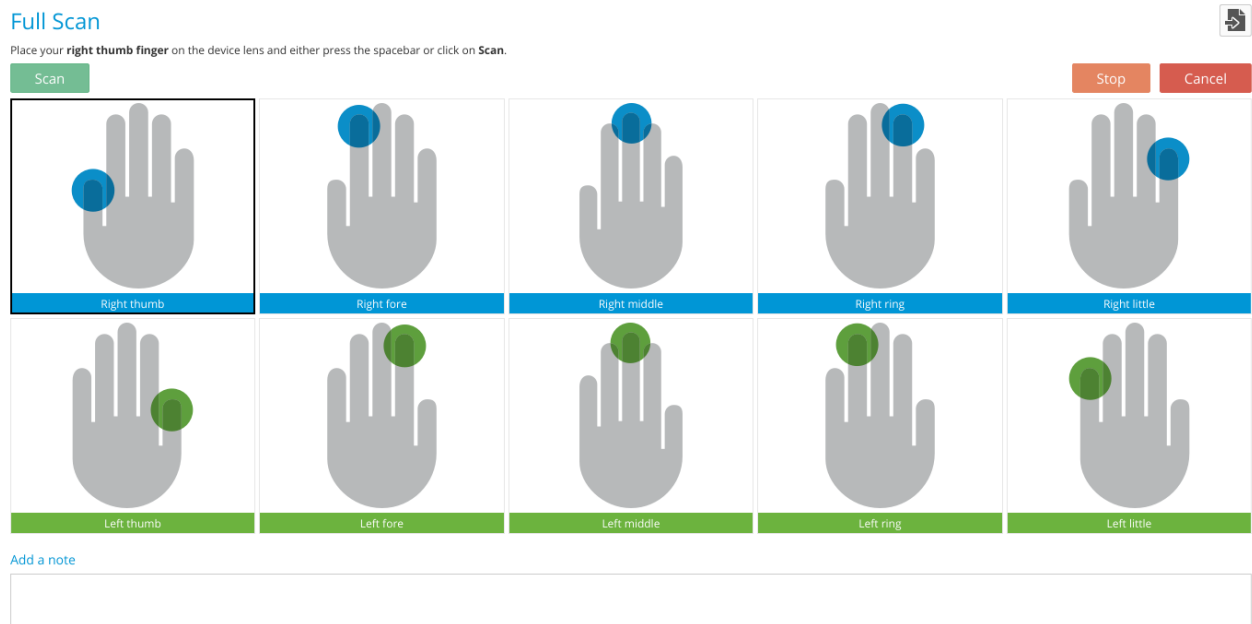 Full Scan
Place your right thumb finger on the device lens and either press the spacebar or click on Scan.
Scan
Stop
Cancel
Right thumb
Right fore
Right middle
Right ring
Right little
Left thumb
Left fore
Left middle
Left ring
Left little
Add a note